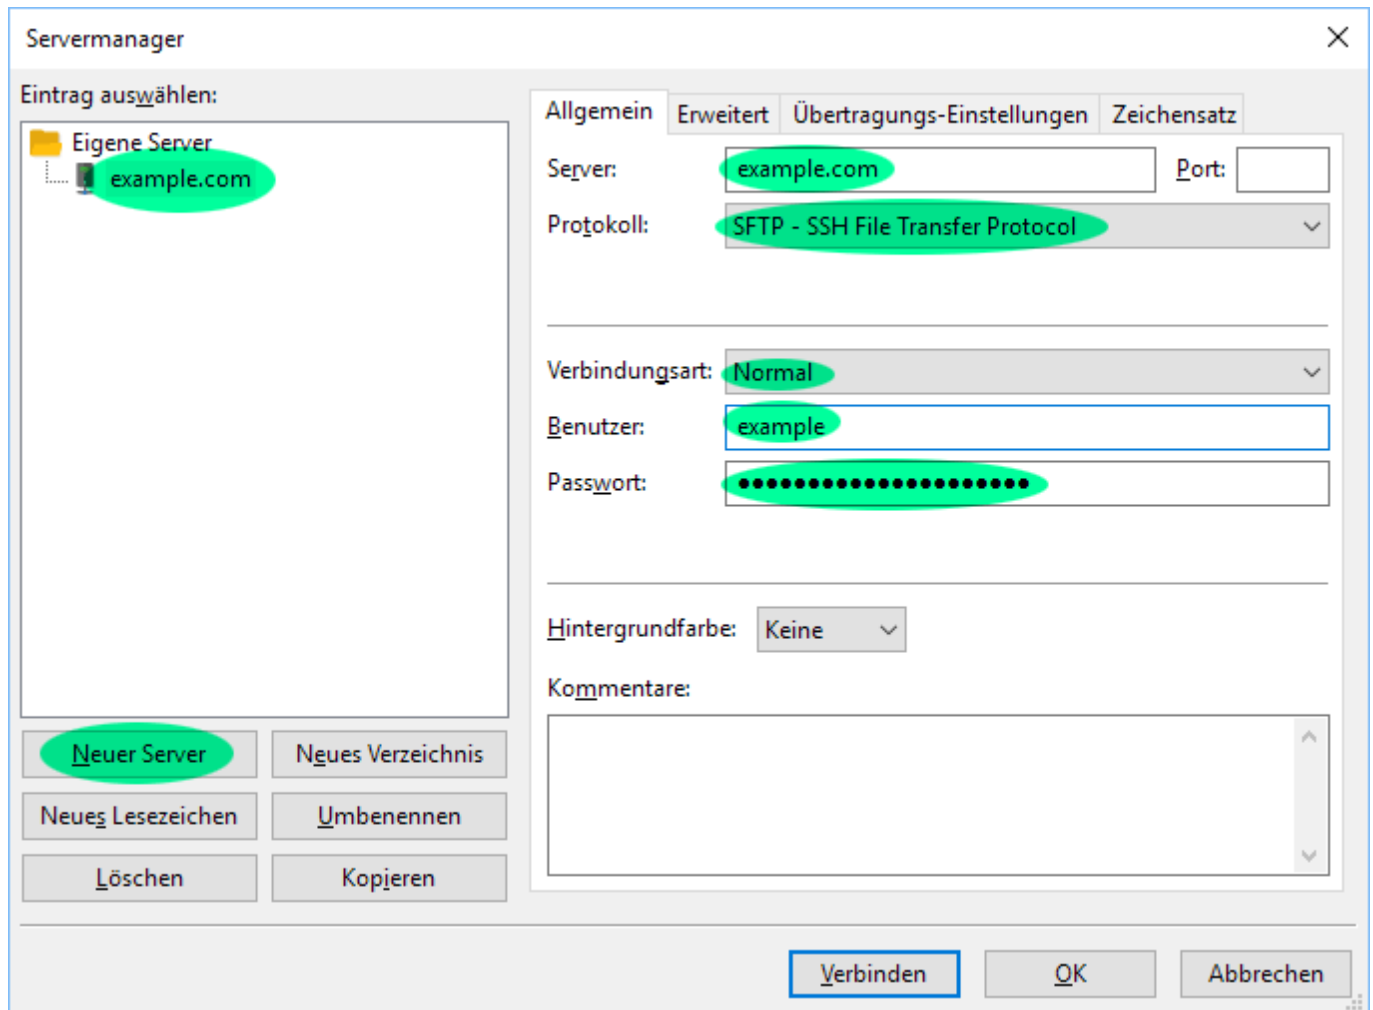 Servermanager
Eintrag auswählen:
Eigene Server
example.com
Neuer Server
Neues Verzeichnis
Neues Lesezeichen
Umbenennen
Löschen
Kopieren
Allgemein
Erweitert
Übertragungs-Einstellungen
Zeichensatz
Server:
example.com
Port:
Protokoll:
SFTP - SSH File Transfer Protocol
Verbindungsart:
Normal
Benutzer:
example
Passwort:
●●●●●●●●●●●●●●●●●●●●●
Hintergrundfarbe:
Keine
Kommentare:
Verbinden
OK
Abbrechen